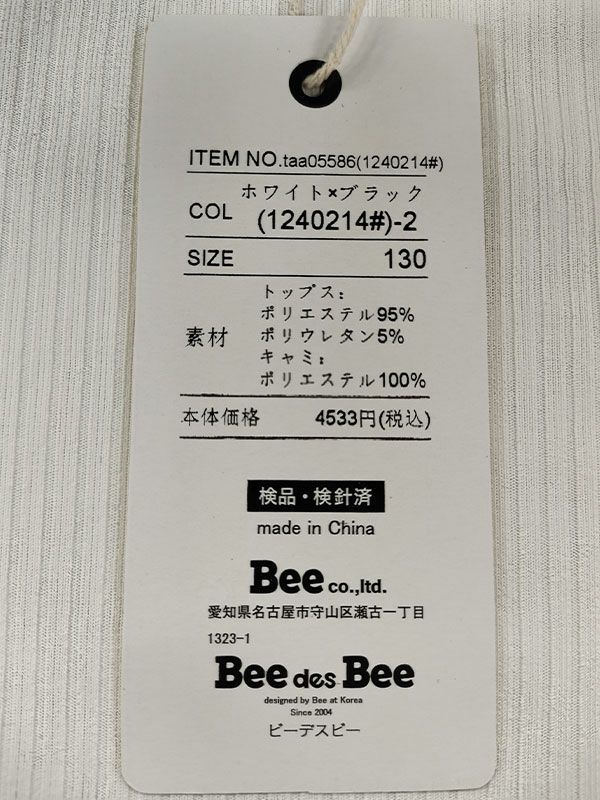 ITEM NO.taa05586(1240214#)
ホワイト×ブラック
COL (1240214#)-2
SIZE 130
トップス:
ポリエステル95%
素材 ポリウレタン5%
キャミ:
ポリエステル100%
本体価格 4533円(税込)
検品・検針済
made in China
Bee co.,ltd.
愛知県名古屋市守山区瀬古一丁目
1323-1
Bee des Bee
designed by Bee at Korea
Since 2004
ビーデスビー